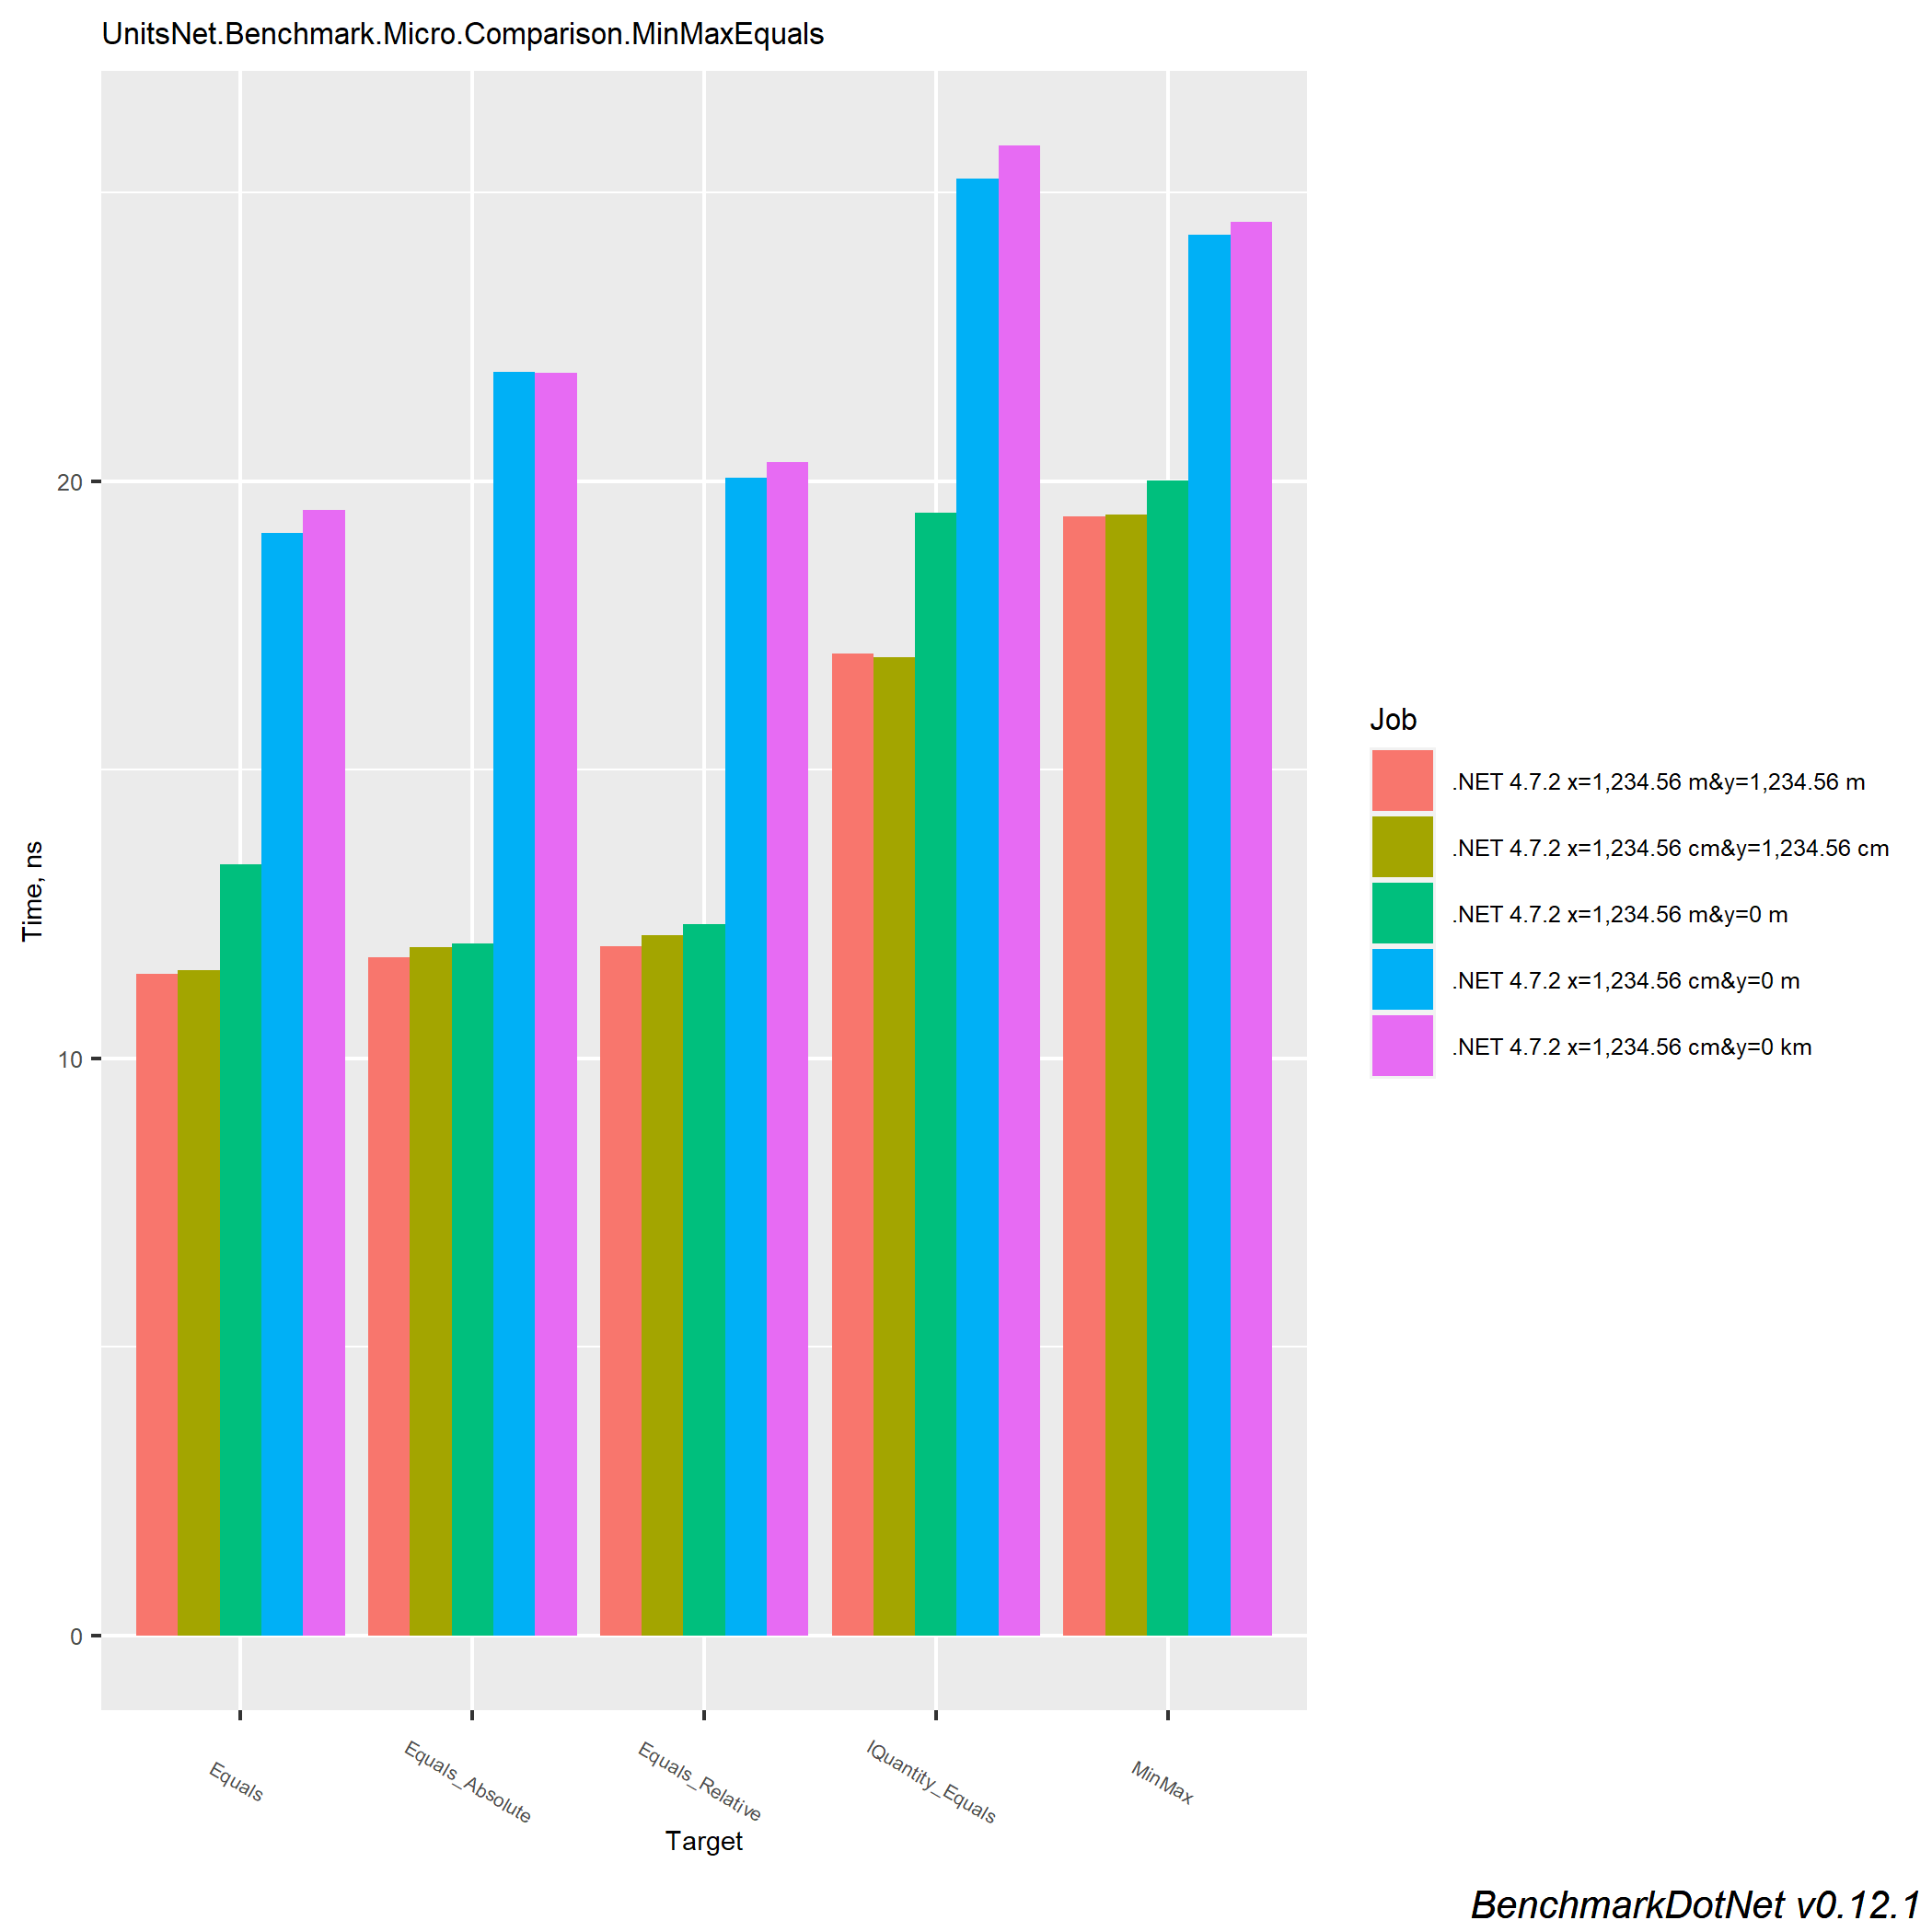 UnitsNet.Benchmark.Micro.Comparison.MinMaxEquals
Time, ns
20
10
0
Equals
Equals_Absolute
Equals_Relative
IQuantity_Equals
MinMax
Target
Job
.NET 4.7.2 x=1,234.56 m&y=1,234.56 m
.NET 4.7.2 x=1,234.56 cm&y=1,234.56 cm
.NET 4.7.2 x=1,234.56 m&y=0 m
.NET 4.7.2 x=1,234.56 cm&y=0 m
.NET 4.7.2 x=1,234.56 cm&y=0 km
BenchmarkDotNet v0.12.1